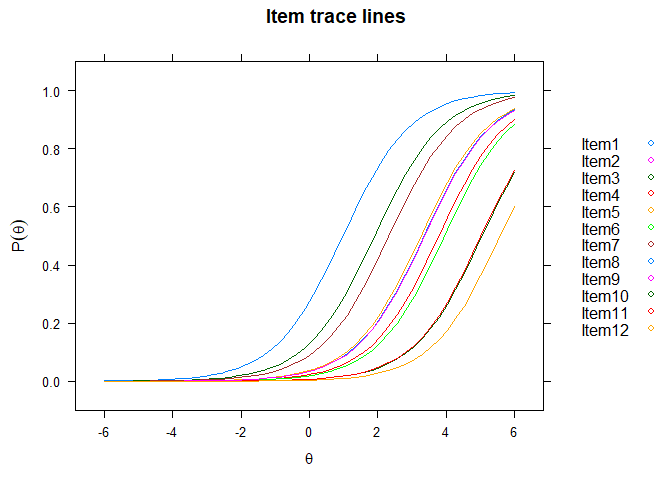 Item trace lines
P(θ)
1.0
0.8
0.6
0.4
0.2
0.0
-6
-4
-2
0
2
4
6
θ
Item1
Item2
Item3
Item4
Item5
Item6
Item7
Item8
Item9
Item10
Item11
Item12